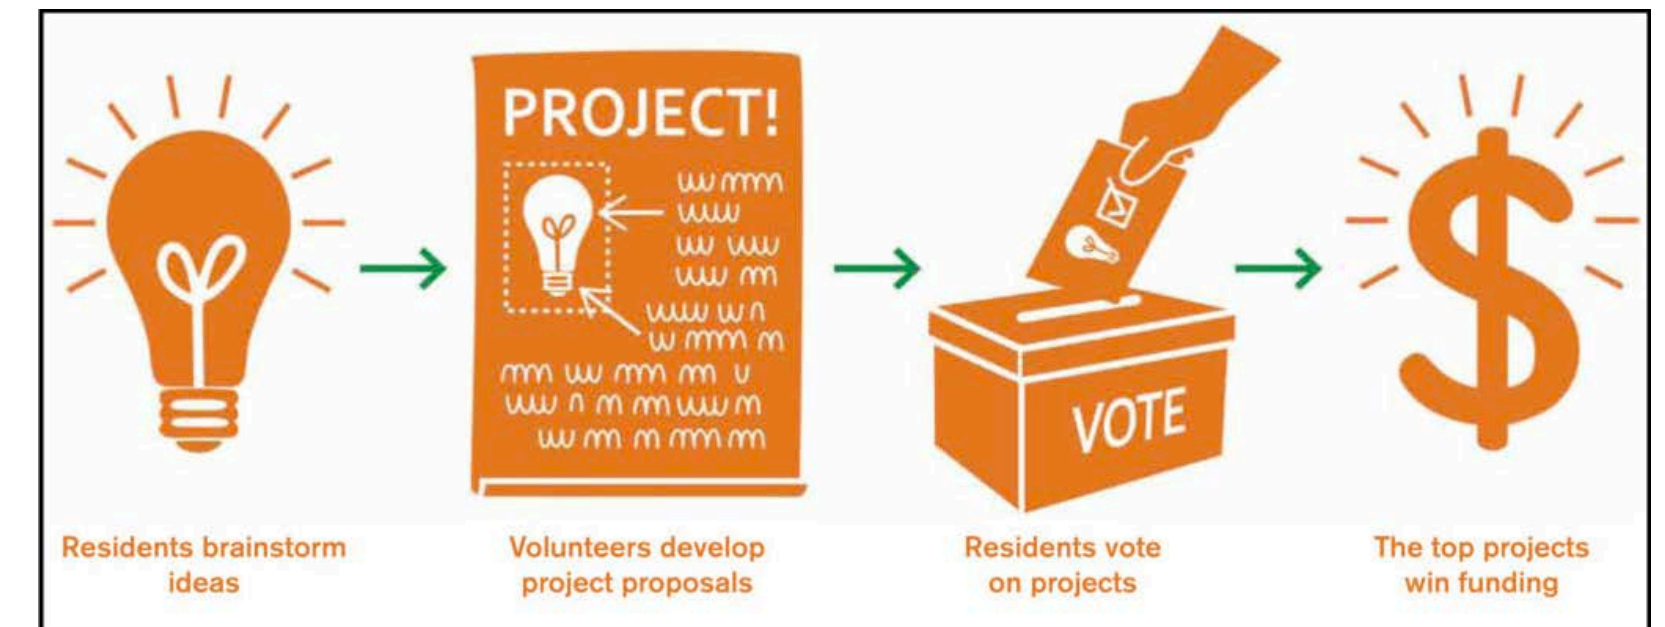 PROJECT!
VOTE
Residents brainstorm
ideas
Volunteers develop
project proposals
Residents vote
on projects
The top projects
win funding